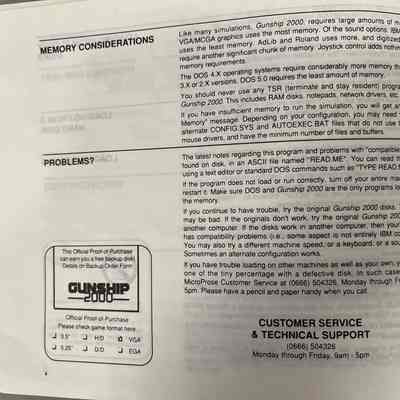 MEMORY CONSIDERATIONS
Like many simulations, Gunship 2000, requires large amounts of
VGA/MCGA graphics uses the most memory. Of the sound options, IBM
uses the least memory. AdLib and Roland uses more, and digitized
require another significant chunk of memory. Joystick control adds
memory requirements.
The DOS 4.X operating systems require considerably more memory
3.X or 2.X versions. DOS 5.0 requires the least amount of memory.
You should never use any TSR (terminate and stay resident)
Gunship 2000. This includes RAM disks, notepads, network drivers, etc.
If you have insufficient memory to run the simulation, you will get an
Memory" message. Depending on your configuration, you may need
alternate CONFIG.SYS and AUTOEXEC.BAT files that do not use
mouse drivers, and have the minimum number of files and buffers.
PROBLEMS?
The latest notes regarding this program and problems with
found on disk, in an ASCII file named "READ.ME". You can read
using a text editor or standard DOS commands such as "TYPE
If the program does not load or run correctly, turn off your entire
restart it. Make sure DOS and Gunship 2000 are the only programs
the memory.
If you continue to have trouble, try the original Gunship 2000 disks.
may be bad. If the originals don't work, try the original Gunship
another computer. If the disks work in another computer, then your
has compatibility problems (i.e., some aspect is not entirely IBM
You may also try a different machine speed, or a keyboard, or a
Sometimes an alternate configuration works.
If you have trouble loading on other machines as well as your own,
one of the tiny percentage with a defective disk. In such case
MicroProse Customer Service at (0666) 504326, Monday through
5pm. Please have a pencil and paper handy when you call.
CUSTOMER SERVICE
& TECHNICAL SUPPORT
(0666) 504326
Monday through Friday, 9am - 5pm
This Official Proof-of-Purchase
can earn you a free backup disk!
Details on Backup Order Form
GUNSHIP
2000
Official Proof-of-Purchase
Please check game format here
3.5" H/D VGA
5.25" D/D EGA